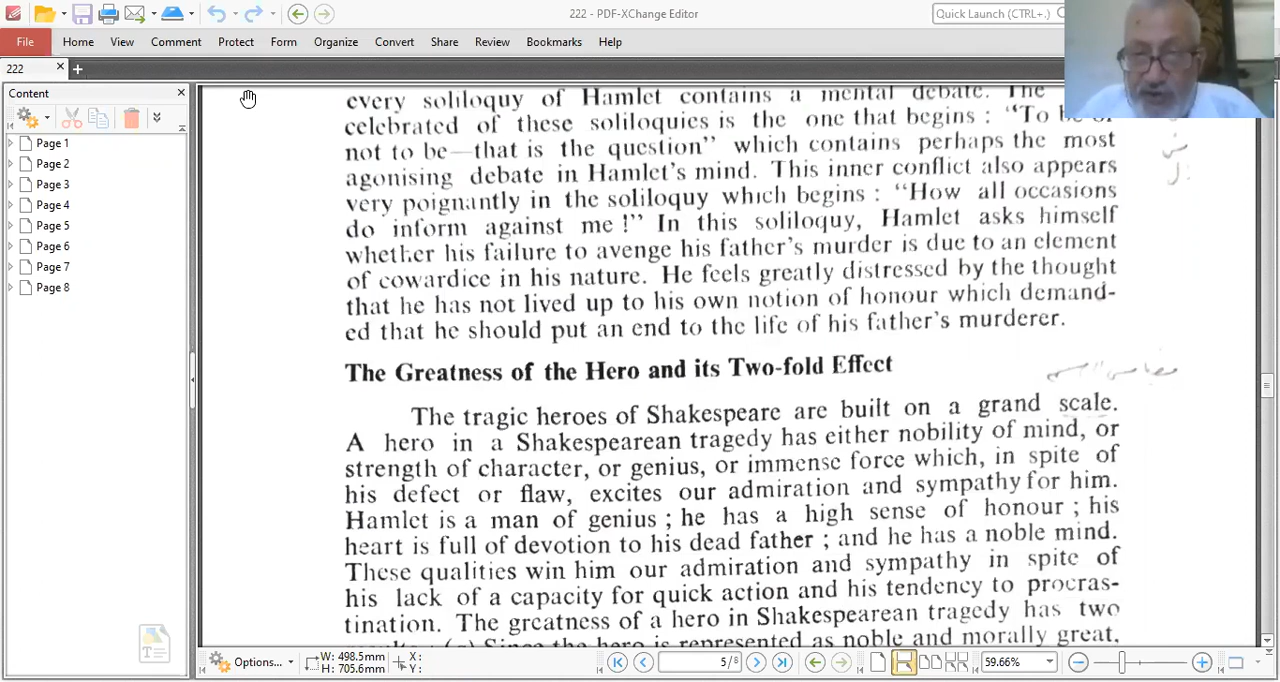 222 - PDF-XChange Editor
Quick Launch (CTRL+.)
File Home View Comment Protect Form Organize Convert Share Review Bookmarks Help
222
Content
Page 1
Page 2
Page 3
Page 4
Page 5
Page 6
Page 7
Page 8
every soliloquy of Hamlet contains a mental debate. The
celebrated of these soliloquies is the one that begins : "To be or
not to be—that is the question" which contains perhaps the most
agonising debate in Hamlet's mind. This inner conflict also appears
very poignantly in the soliloquy which begins : "How all occasions
do inform against me !" In this soliloquy, Hamlet asks himself
whether his failure to avenge his father's murder is due to an element
of cowardice in his nature. He feels greatly distressed by the thought
that he has not lived up to his own notion of honour which demand-
ed that he should put an end to the life of his father's murderer.
The Greatness of the Hero and its Two-fold Effect
The tragic heroes of Shakespeare are built on a grand scale.
A hero in a Shakespearean tragedy has either nobility of mind, or
strength of character, or genius, or immense force which, in spite of
his defect or flaw, excites our admiration and sympathy for him.
Hamlet is a man of genius ; he has a high sense of honour ; his
heart is full of devotion to his dead father ; and he has a noble mind.
These qualities win him our admiration and sympathy in spite of
his lack of a capacity for quick action and his tendency to procras-
tination. The greatness of a hero in Shakespearean tragedy has two
Since the hero is represented as noble and morally great,
Options...
W: 498.5mm
H: 705.6mm
X:
Y:
5/8
59.66%